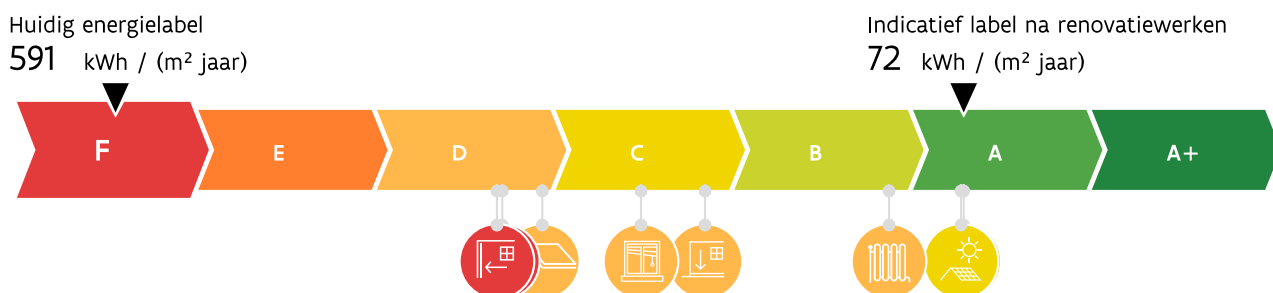 Huidig energielabel
591 kWh / (m² jaar)
Indicatief label na renovatiewerken
72 kWh / (m² jaar)
F E D C B A A+